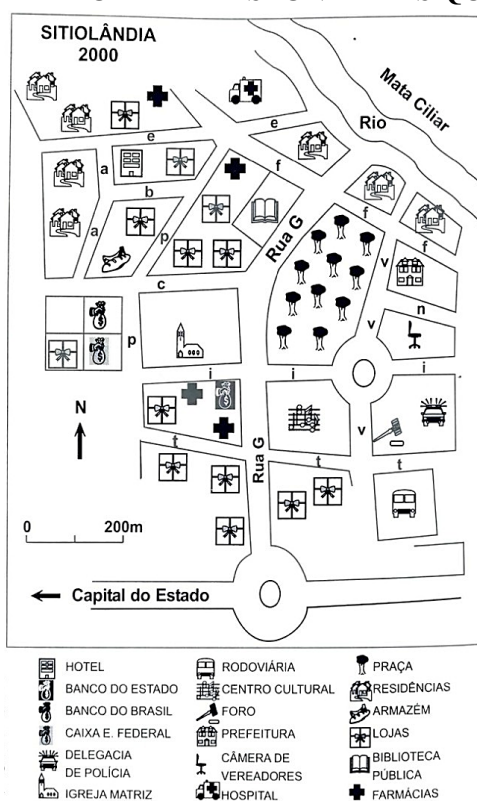 SITIOLÂNDIA
2000
Mata Ciliar
Rio
e
e
a
b
f
a
p
Rua G
f
f
v
c
n
v
p
i
i
i
N
v
t
Rua G
t
t
0 200m
Capital do Estado
HOTEL
BANCO DO ESTADO
BANCO DO BRASIL
CAIXA E. FEDERAL
DELEGACIA
DE POLÍCIA
IGREJA MATRIZ
RODOVIÁRIA
CENTRO CULTURAL
FORO
PREFEITURA
CÂMERA DE
VEREADORES
HOSPITAL
PRAÇA
RESIDÊNCIAS
ARMAZÉM
LOJAS
BIBLIOTECA
PÚBLICA
FARMÁCIAS